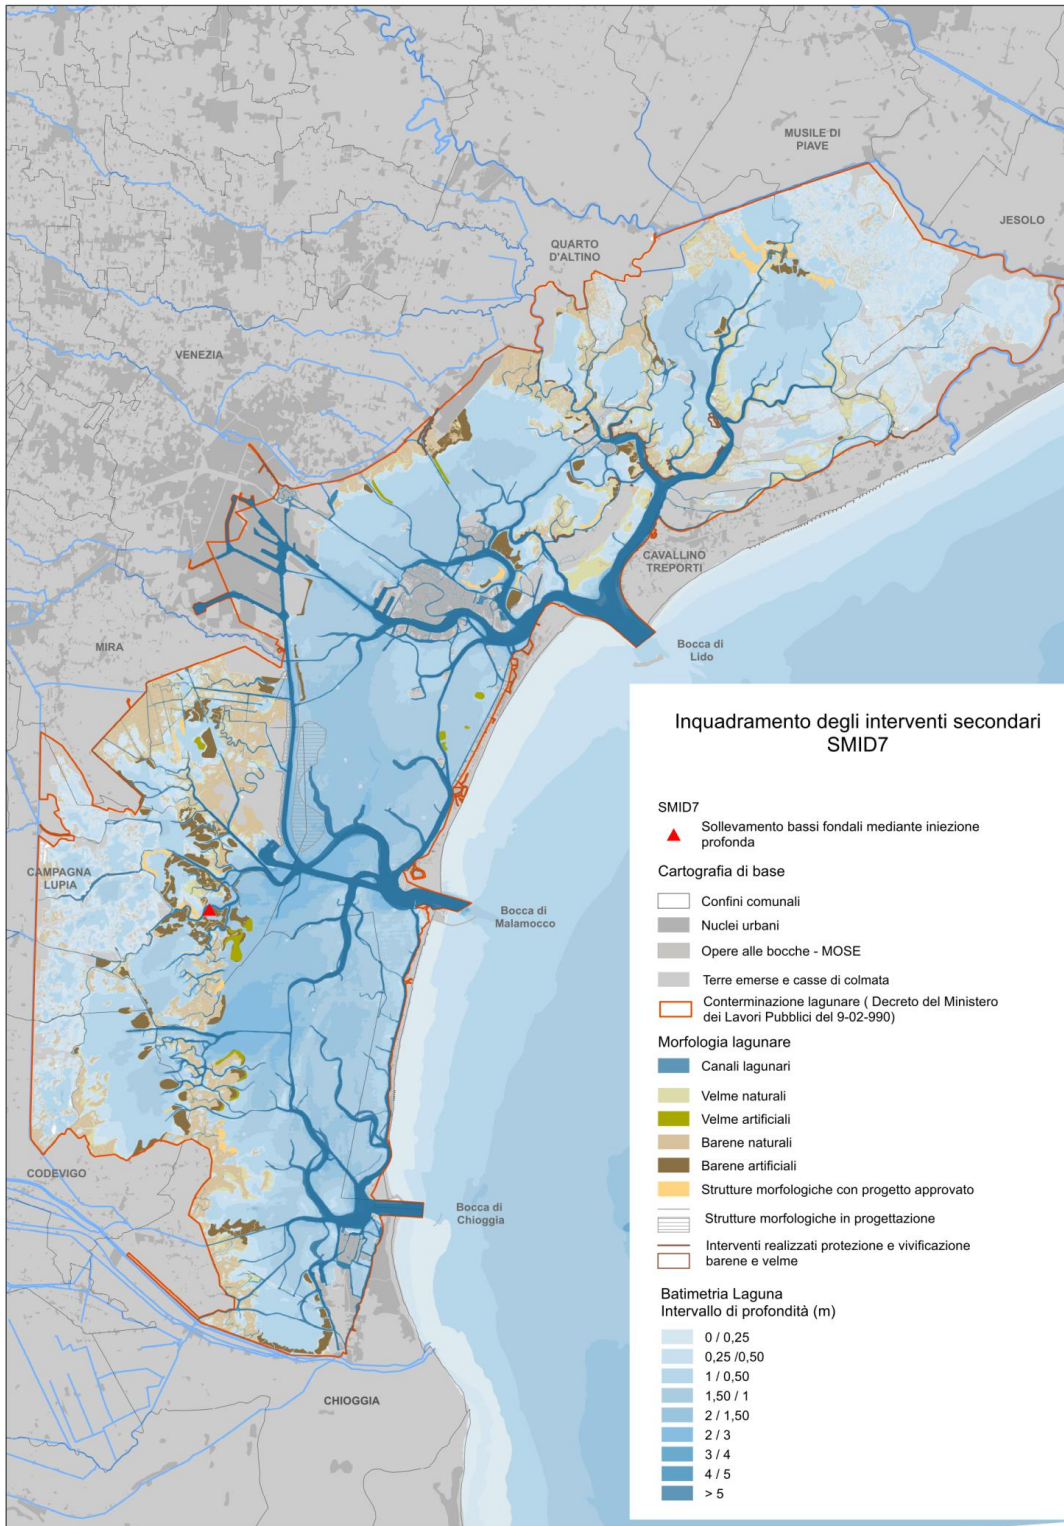 MUSILE DI
PIAVE
JESOLO
QUARTO
D'ALTINO
VENEZIA
CAVALLINO
TREPORTI
MIRA
Bocca di
Lido
CAMPAGNA
LUPIA
Bocca di
Malamocco
CODEVIGO
Bocca di
Chioggia
CHIOGGIA
Inquadramento degli interventi secondari
SMID7
SMID7
Sollevamento bassi fondali mediante iniezione
profonda
Cartografia di base
Confini comunali
Nuclei urbani
Opere alle bocche - MOSE
Terre emerse e casse di colmata
Conterminazione lagunare ( Decreto del Ministero
dei Lavori Pubblici del 9-02-990)
Morfologia lagunare
Canali lagunari
Velme naturali
Velme artificiali
Barene naturali
Barene artificiali
Strutture morfologiche con progetto approvato
Strutture morfologiche in progettazione
Interventi realizzati protezione e vivificazione
barene e velme
Batimetria Laguna
Intervallo di profondità (m)
0 / 0,25
0,25 /0,50
1 / 0,50
1,50 / 1
2 / 1,50
2 / 3
3 / 4
4 / 5
> 5